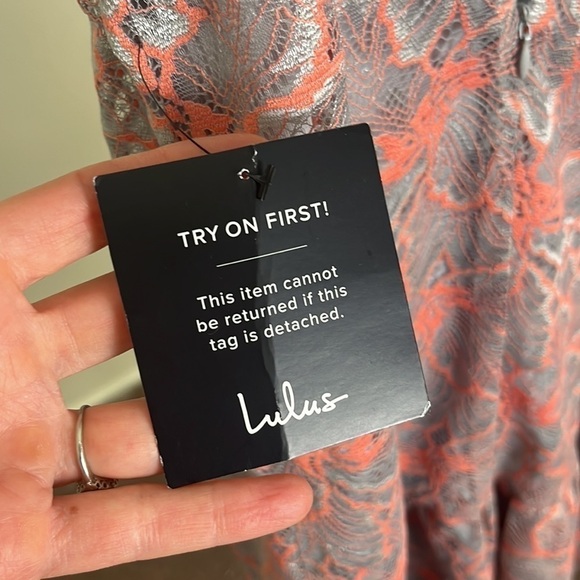 TRY ON FIRST!
This item cannot
be returned if this
tag is detached.
Lulus